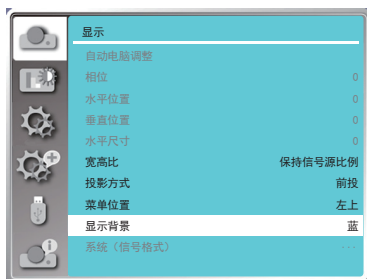 显示
自动电脑调整
相位 0
水平位置 0
垂直位置 0
水平尺寸 0
宽高比 保持信号源比例
投影方式 前投
菜单位置 左上
显示背景 蓝
系统（信号格式） ...